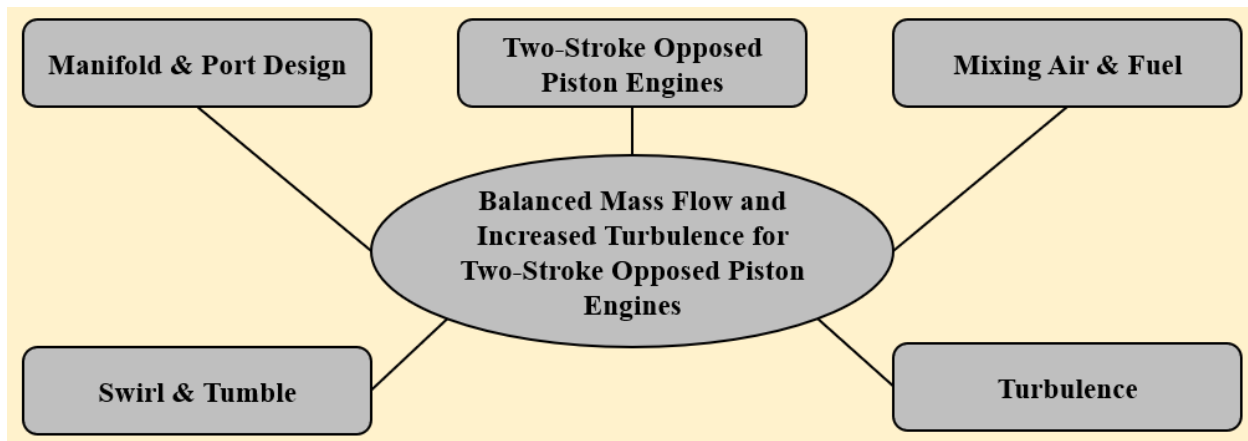 Manifold & Port Design
Two-Stroke Opposed
Piston Engines
Mixing Air & Fuel
Balanced Mass Flow and
Increased Turbulence for
Two-Stroke Opposed Piston
Engines
Swirl & Tumble
Turbulence